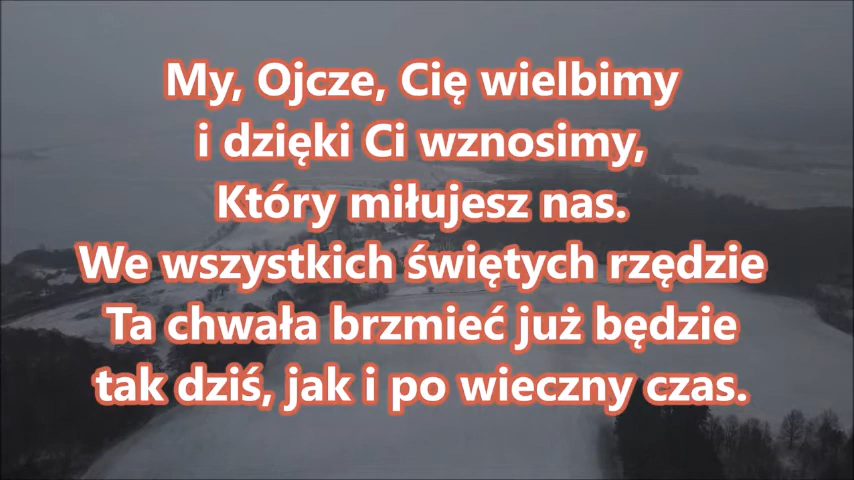 My, Ojcze, Cię wielbimy
i dzięki Ci wznosimy,
Który miłujesz nas.
We wszystkich świętych rzędzie
Ta chwała brzmieć już będzie
tak dziś, jak i po wieczny czas.